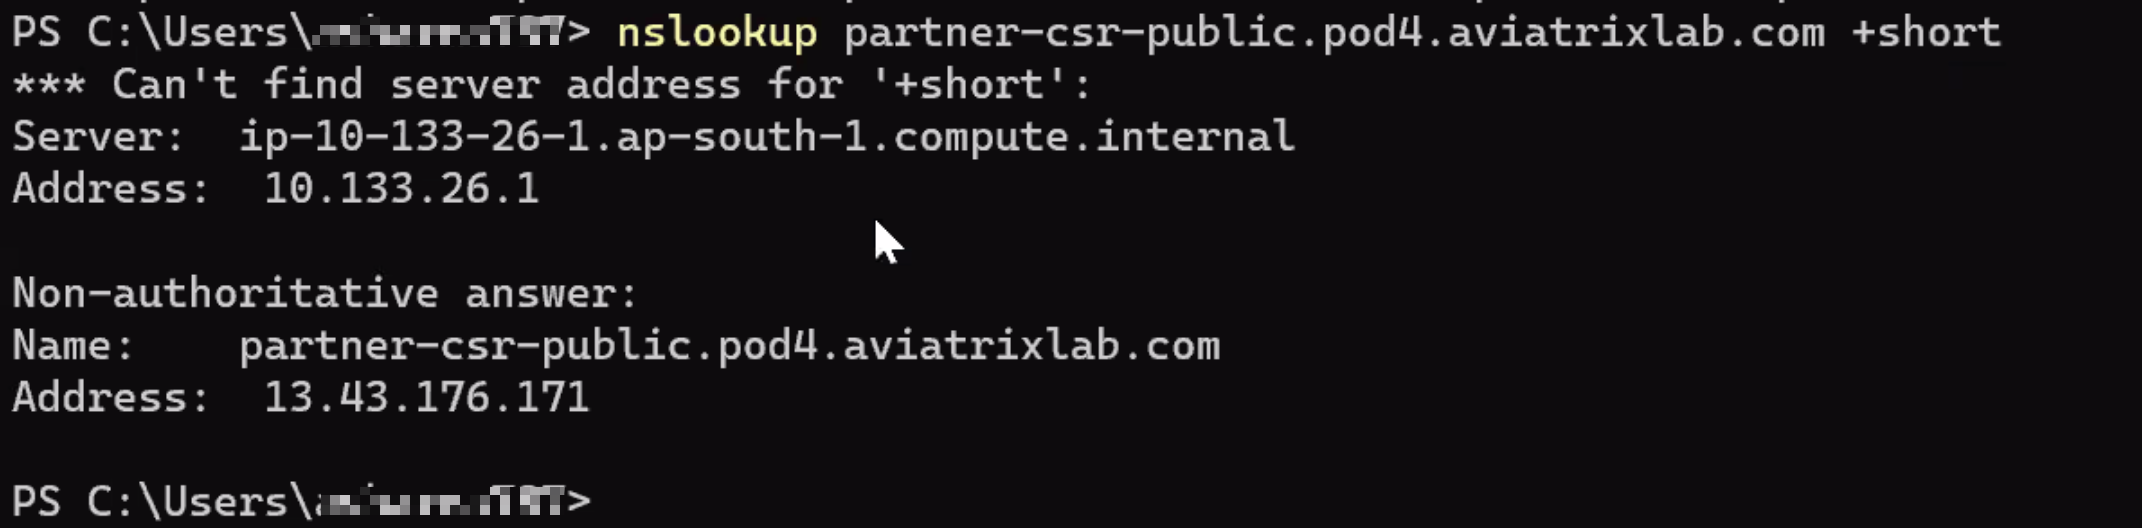 PS C:\Users\> nslookup partner-csr-public.pod4.aviatrixlab.com +short
*** Can't find server address for '+short':
Server:  ip-10-133-26-1.ap-south-1.compute.internal
Address:  10.133.26.1
Non-authoritative answer:
Name:    partner-csr-public.pod4.aviatrixlab.com
Address:  13.43.176.171
PS C:\Users\>